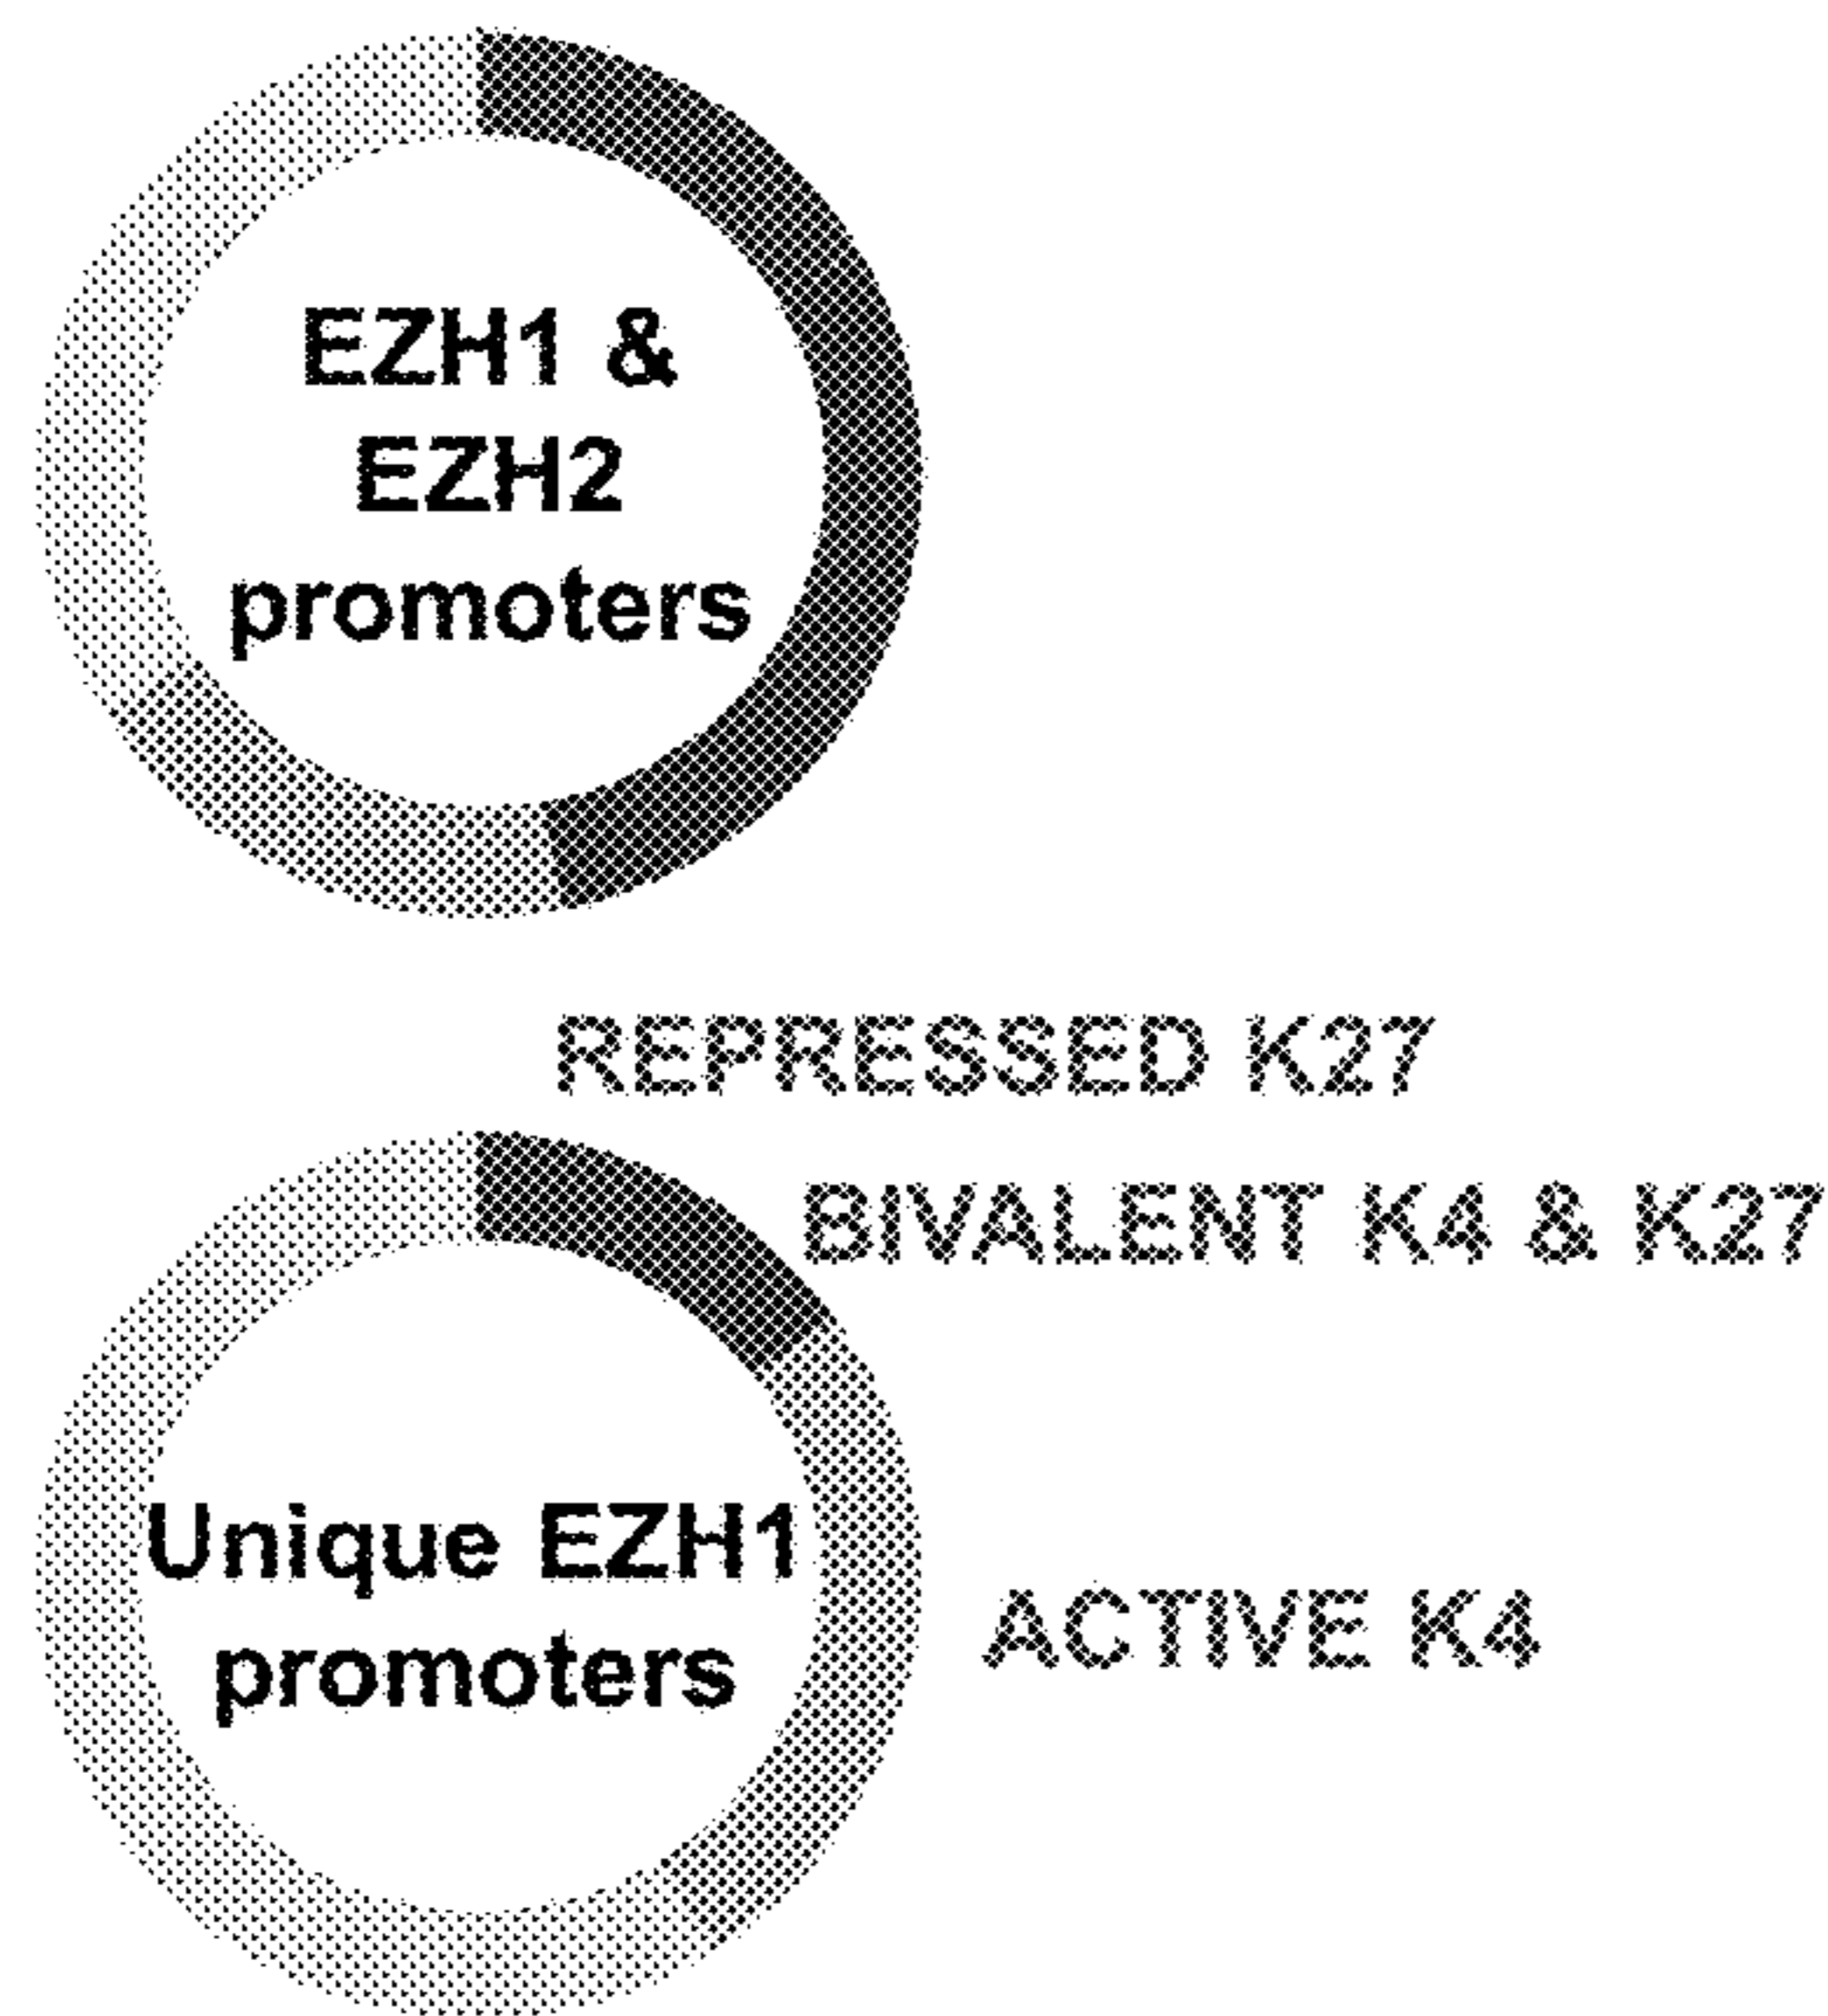 EZH1 &
EZH2
promoters
REPRESSED K27
BIVALENT K4 & K27
Unique EZH1
promoters
ACTIVE K4